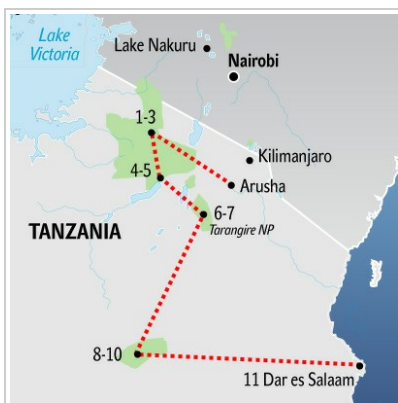 Lake
Victoria
Lake Nakuru
Nairobi
1-3
Kilimanjaro
4-5
Arusha
6-7
TANZANIA
Tarangire NP
8-10
11 Dar es Salaam